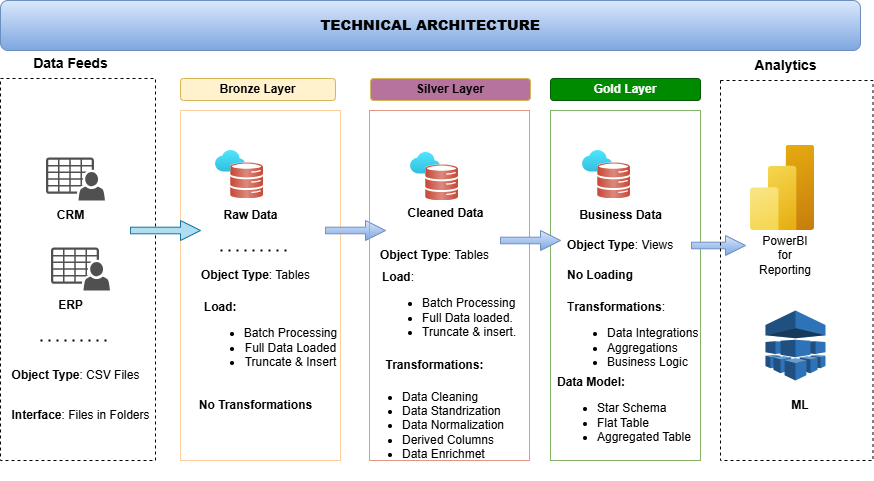 TECHNICAL ARCHITECTURE
Data Feeds
CRM
ERP
. . . . . . . . .
Object Type: CSV Files
Interface: Files in Folders
Bronze Layer
Raw Data
. . . . . . . . .
Object Type: Tables
Load:
• Batch Processing
• Full Data Loaded
• Truncate & Insert
No Transformations
Silver Layer
Cleaned Data
Object Type: Tables
Load:
• Batch Processing
• Full Data loaded.
• Truncate & insert.
Transformations:
• Data Cleaning
• Data Standrization
• Data Normalization
• Derived Columns
• Data Enrichmet
Gold Layer
Business Data
Object Type: Views
No Loading
Transformations:
• Data Integrations
• Aggregations
• Business Logic
Data Model:
• Star Schema
• Flat Table
• Aggregated Table
Analytics
PowerBI
for
Reporting
ML